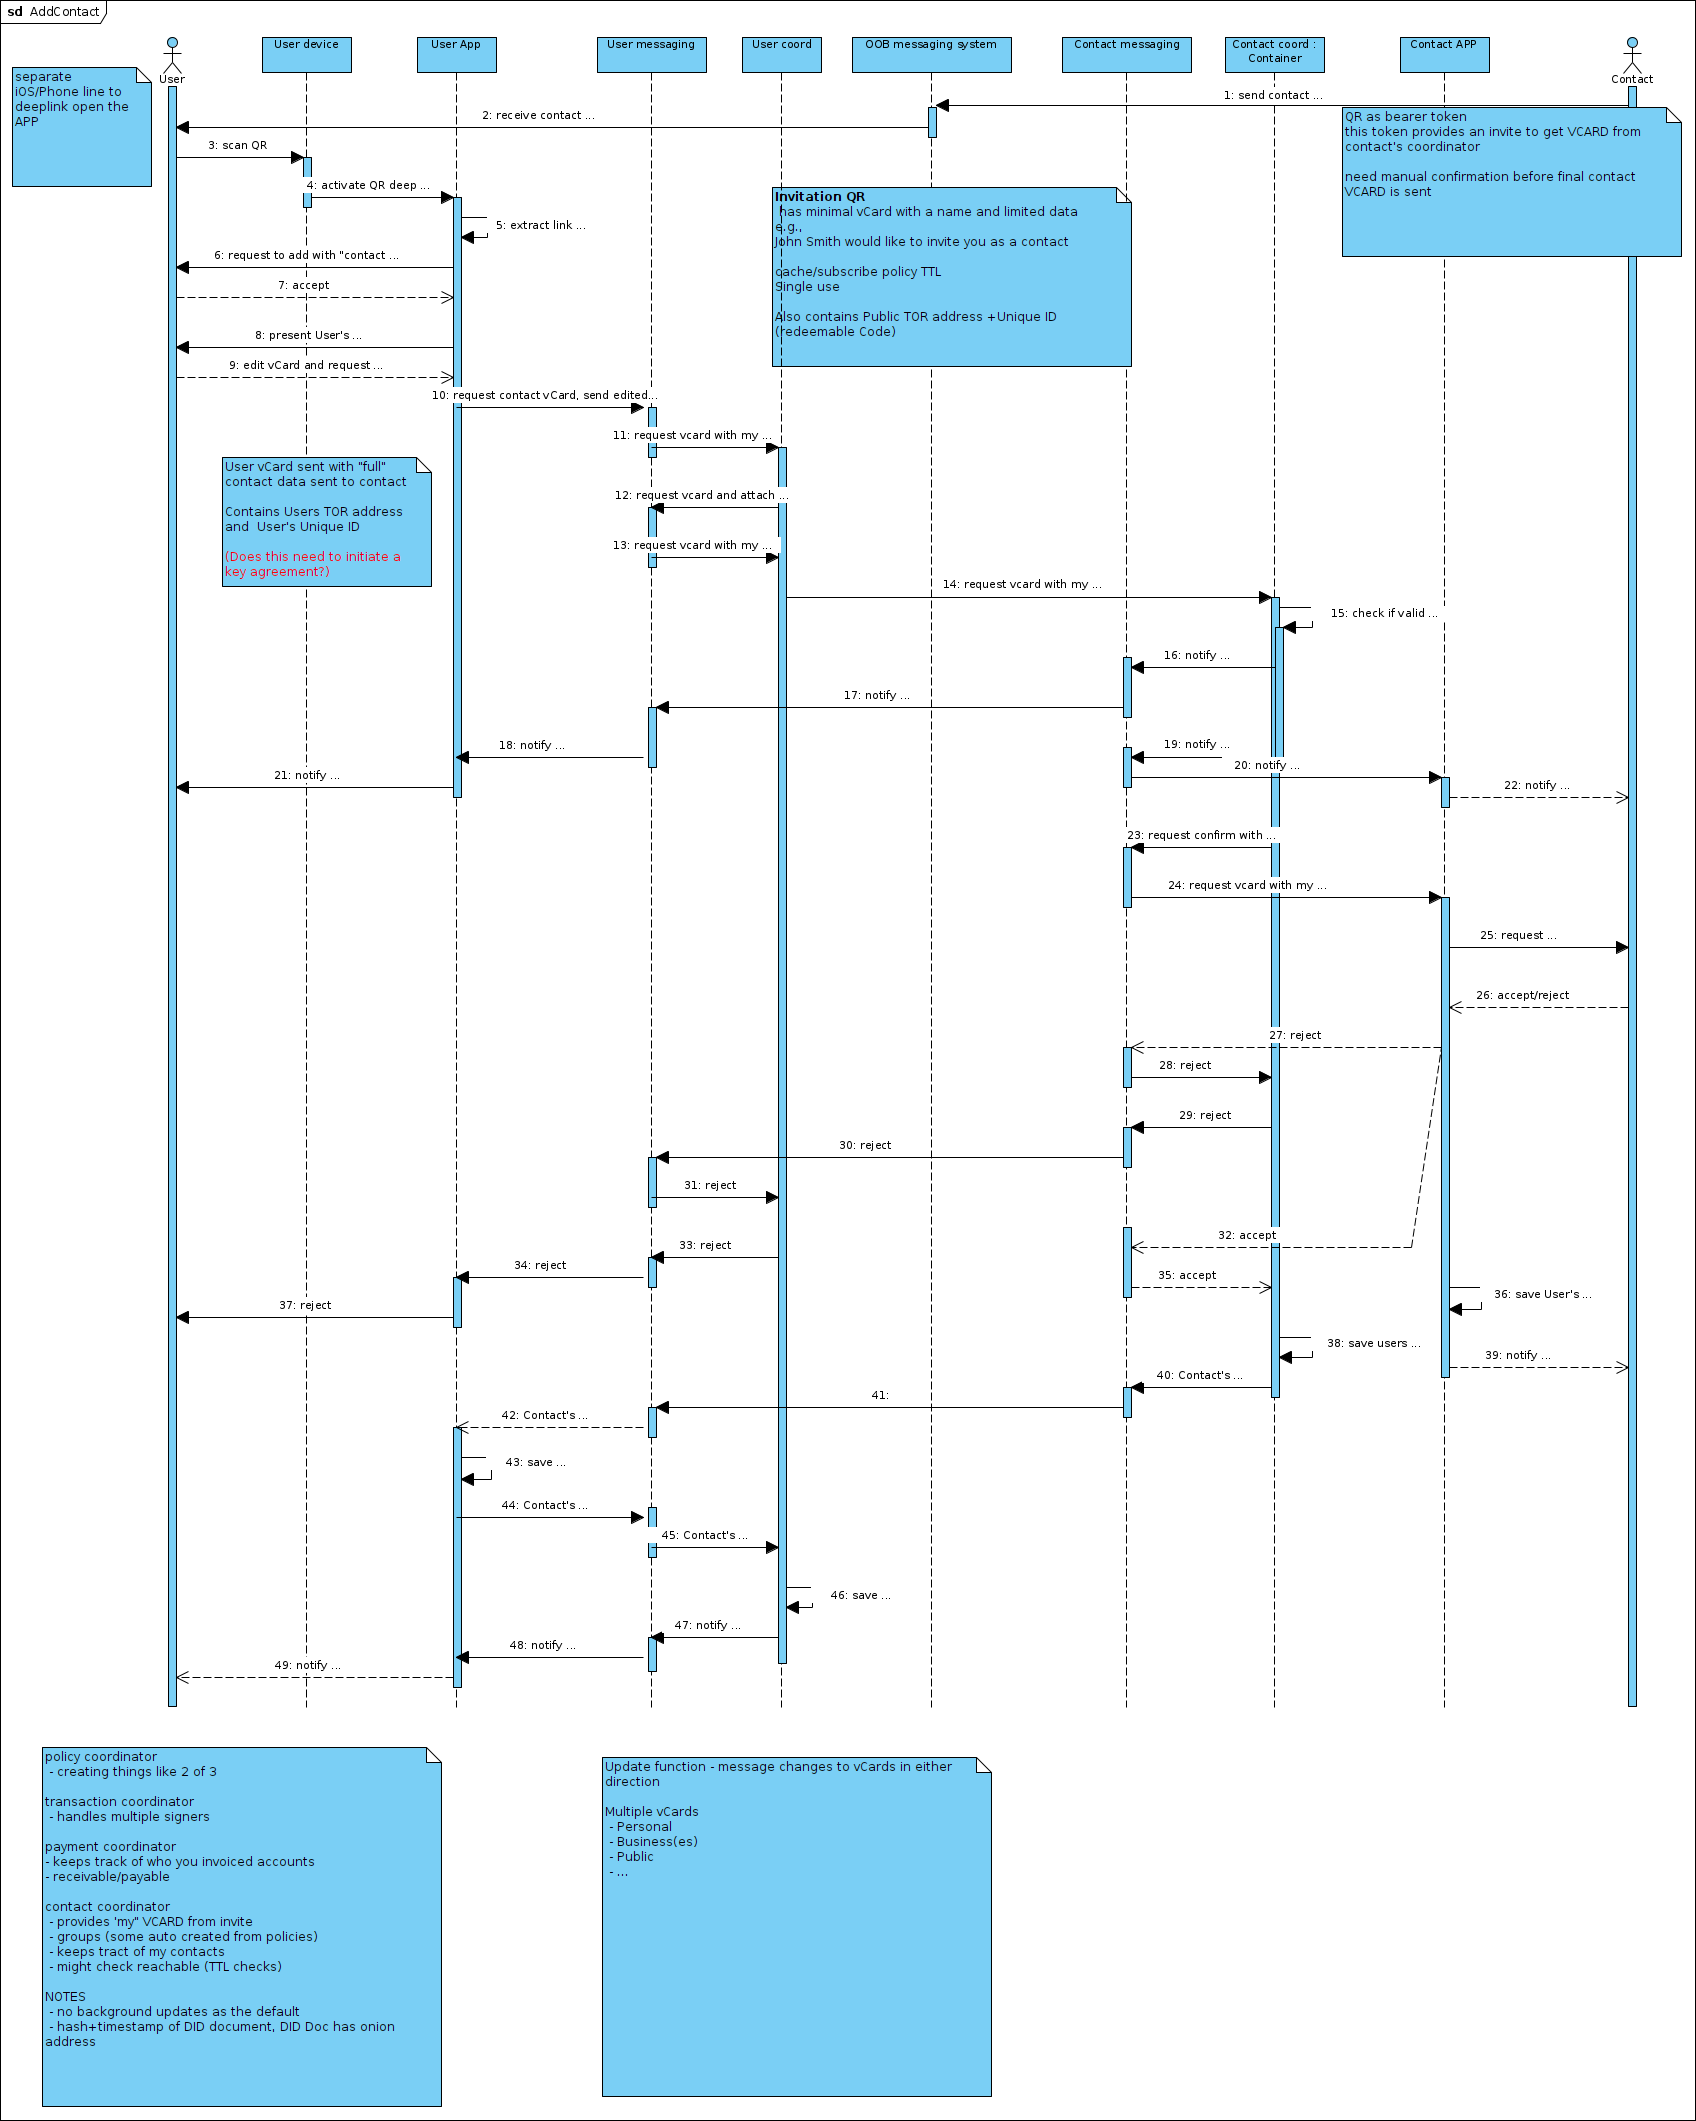 sd AddContact
User
User device
User App
User messaging
User coord
OOB messaging system
Contact messaging
Contact coord :
Container
Contact APP
Contact
separate
iOS/Phone line to
deeplink open the
APP
1: send contact ...
2: receive contact ...
QR as bearer token
this token provides an invite to get VCARD from
contact's coordinator
need manual confirmation before final contact
VCARD is sent
3: scan QR
4: activate QR deep ...
Invitation QR
has minimal vCard with a name and limited data
e.g.,
John Smith would like to invite you as a contact
cache/subscribe policy TTL
Single use
Also contains Public TOR address +Unique ID
(redeemable Code)
5: extract link ...
6: request to add with "contact ...
7: accept
8: present User's ...
9: edit vCard and request ...
10: request contact vCard, send edited...
11: request vcard with my ...
User vCard sent with "full"
contact data sent to contact
Contains Users TOR address
and  User's Unique ID
(Does this need to initiate a
key agreement?)
12: request vcard and attach ...
13: request vcard with my ...
14: request vcard with my ...
15: check if valid ...
16: notify ...
17: notify ...
18: notify ...
19: notify ...
20: notify ...
21: notify ...
22: notify ...
23: request confirm with ...
24: request vcard with my ...
25: request ...
26: accept/reject
27: reject
28: reject
29: reject
30: reject
31: reject
32: accept
33: reject
34: reject
35: accept
36: save User's ...
37: reject
38: save users ...
39: notify ...
40: Contact's ...
41:
42: Contact's ...
43: save ...
44: Contact's ...
45: Contact's ...
46: save ...
47: notify ...
48: notify ...
49: notify ...
policy coordinator
- creating things like 2 of 3
transaction coordinator
- handles multiple signers
payment coordinator
- keeps track of who you invoiced accounts
- receivable/payable
contact coordinator
- provides 'my" VCARD from invite
- groups (some auto created from policies)
- keeps tract of my contacts
- might check reachable (TTL checks)
NOTES
- no background updates as the default
- hash+timestamp of DID document, DID Doc has onion
address
Update function - message changes to vCards in either
direction
Multiple vCards
- Personal
- Business(es)
- Public
- ...